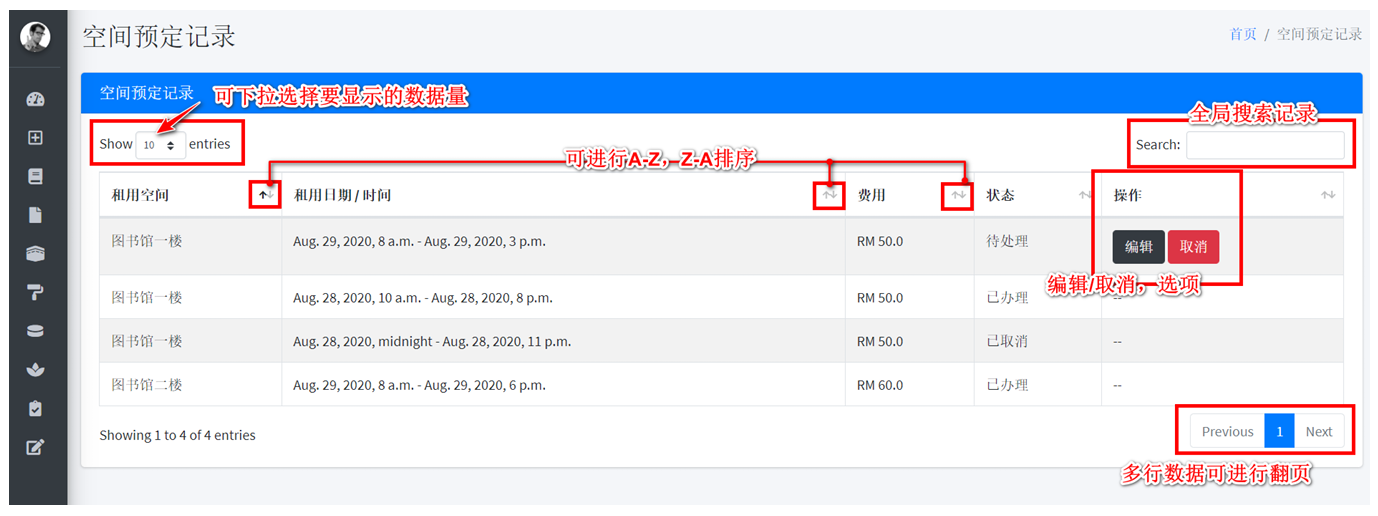 空间预定记录
首页 / 空间预定记录
空间预定记录
可下拉选择要显示的数据量
全局搜索记录
Show 10 entries
Search:
可进行A-Z，Z-A排序
租用空间 租用日期 / 时间 费用 状态 操作
图书馆一楼 Aug. 29, 2020, 8 a.m. - Aug. 29, 2020, 3 p.m. RM 50.0 待处理 编辑 取消
编辑/取消，选项
图书馆一楼 Aug. 28, 2020, 10 a.m. - Aug. 28, 2020, 8 p.m. RM 50.0 已办理 --
图书馆一楼 Aug. 28, 2020, midnight - Aug. 28, 2020, 11 p.m. RM 50.0 已取消 --
图书馆二楼 Aug. 29, 2020, 8 a.m. - Aug. 29, 2020, 6 p.m. RM 60.0 已办理 --
Showing 1 to 4 of 4 entries
Previous 1 Next
多行数据可进行翻页